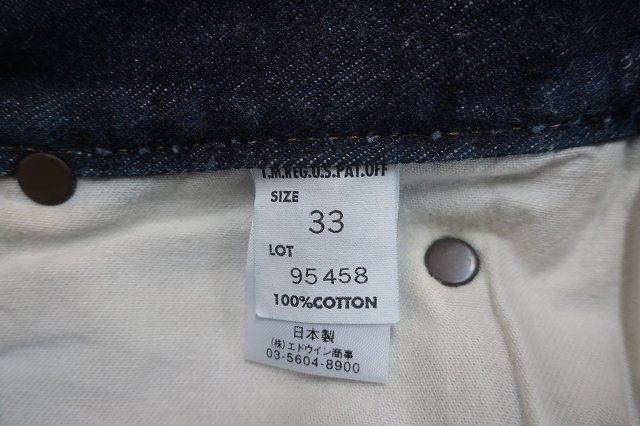 T.M.REG.U.S.PAT.OFF
SIZE
33
LOT
95458
100%COTTON
日本製
(株)エドウイン商事
03-5604-8900